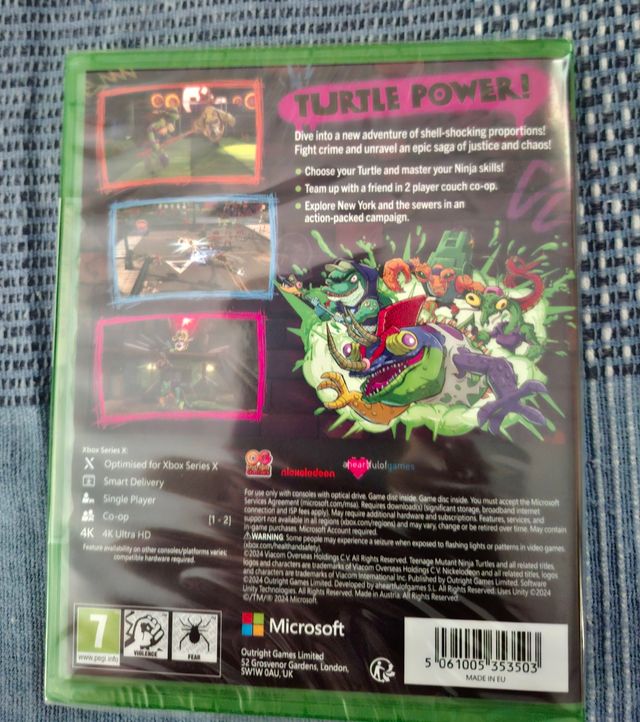 TURTLE POWER!
Dive into a new adventure of shell-shocking proportions!
Fight crime and unravel an epic saga of justice and chaos!
Choose your Turtle and master your Ninja skills!
Team up with a friend in 2 player couch co-op.
Explore New York and the sewers in an
action-packed campaign.
Xbox Series X:
Optimised for Xbox Series X
Smart Delivery
Single Player
Co-op [1 - 2]
4K 4K Ultra HD
Feature availability on other consoles/platforms varies;
compatible hardware required.
nickelodeon
aheartfulofgames
For use only with consoles with optical drive. Game disc inside. Game disc inside. You must accept the Microsoft
Services Agreement (microsoft.com/msa). Requires download(s) (significant storage, broadband internet
connection and ISP fees apply). May require additional hardware and subscriptions. Features, services, and
support not available in all regions (xbox.com/regions) and may vary, change or be retired over time. May contain
in-game purchases. Microsoft Account required.
WARNING: Some people may experience a seizure when exposed to flashing lights or patterns in video games.
(xbox.com/healthandsafety).
©2024 Viacom Overseas Holdings C.V. All Rights Reserved. Teenage Mutant Ninja Turtles and all related titles,
logos and characters are trademarks of Viacom Overseas Holdings C.V. Nickelodeon and all related titles, logos
and characters are trademarks of Viacom International Inc. Published by Outright Games Limited. Software
©2024 Outright Games Limited. Developed by aheartfulofgames S.L. All Rights Reserved. Uses Unity ©2024
Unity Technologies. All Rights Reserved. Made in Austria. All Rights Reserved.
©/TM/® 2024 Microsoft.
7
www.pegi.info
VIOLENCE
FEAR
Microsoft
Outright Games Limited
52 Grosvenor Gardens, London,
SW1W 0AU, UK
5 061005 353503
MADE IN EU